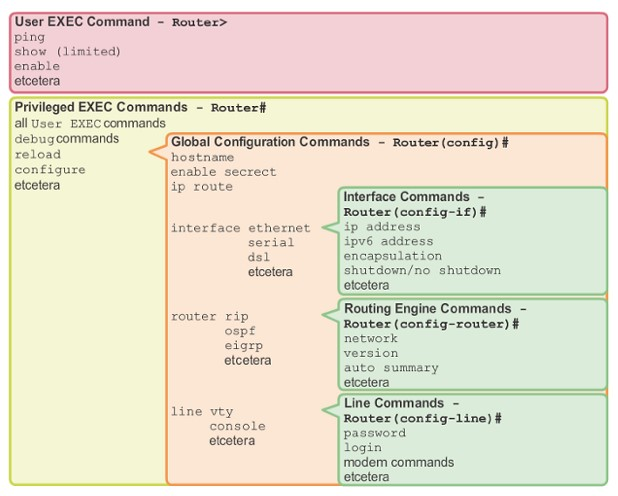 User EXEC Command - Router>
ping
show (limited)
enable
etcetera
Privileged EXEC Commands - Router#
all User EXEC commands
debugcommands
reload
configure
etcetera
Global Configuration Commands - Router(config)#
hostname
enable secrect
ip route
interface ethernet
serial
dsl
etcetera
Interface Commands -
Router(config-if)#
ip address
ipv6 address
encapsulation
shutdown/no shutdown
etcetera
router rip
ospf
eigrp
etcetera
Routing Engine Commands -
Router(config-router)#
network
version
auto summary
etcetera
line vty
console
etcetera
Line Commands -
Router(config-line)#
password
login
modem commands
etcetera